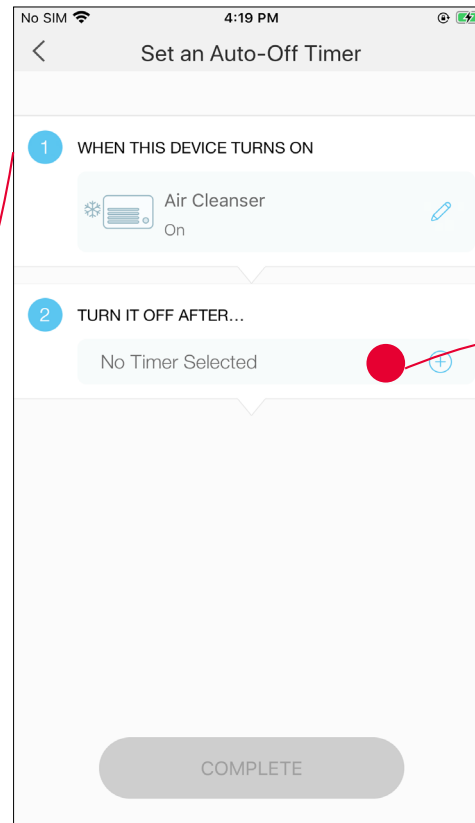 No SIM 4:19 PM
Set an Auto-Off Timer
1 WHEN THIS DEVICE TURNS ON
Air Cleanser
On
2 TURN IT OFF AFTER...
No Timer Selected
COMPLETE